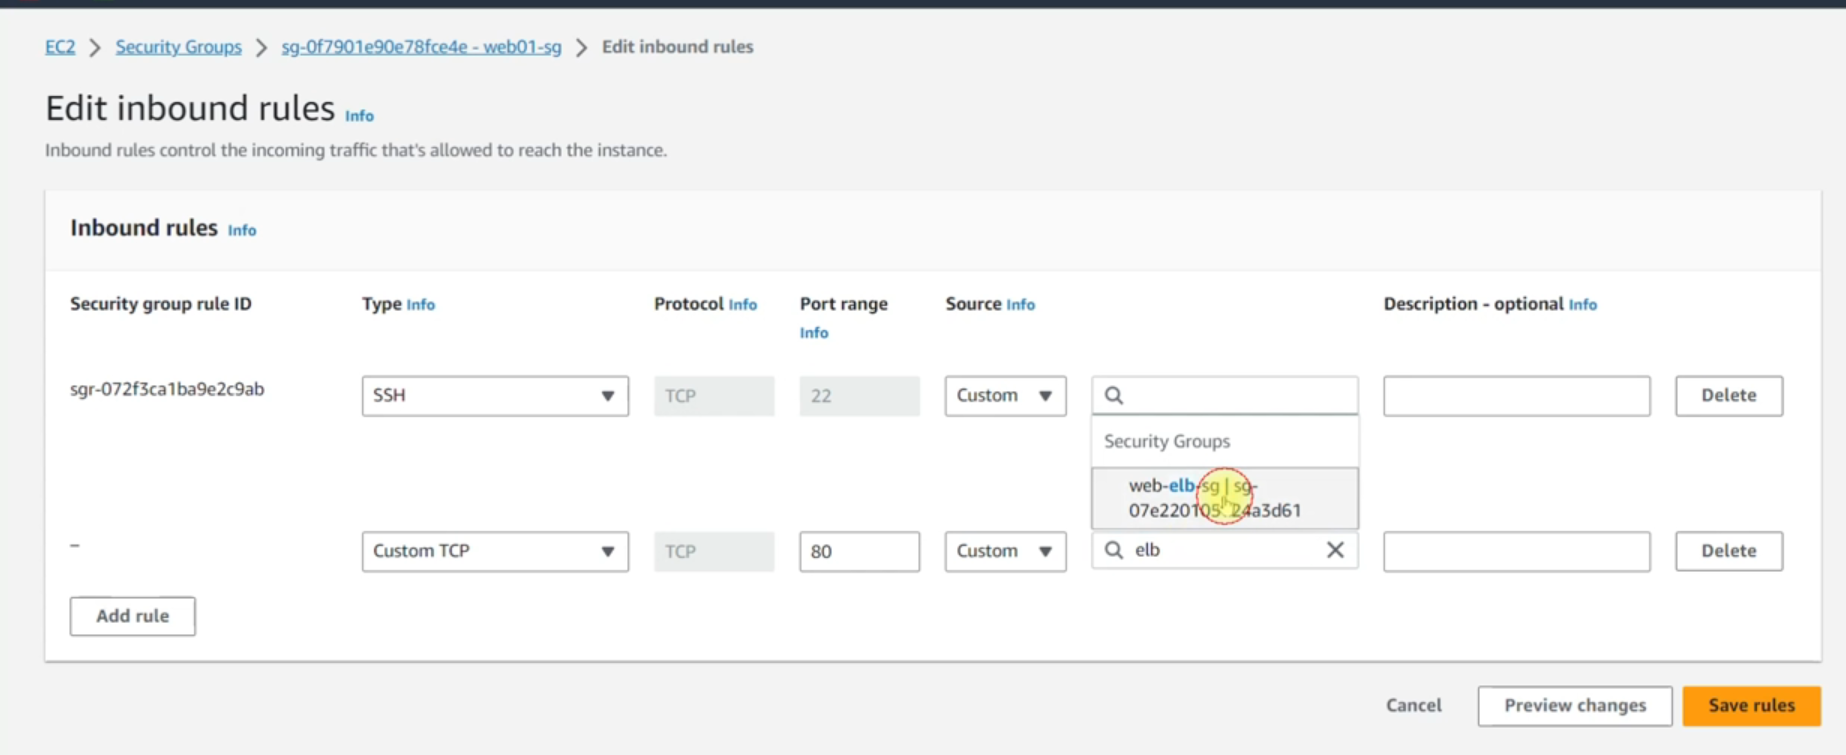 EC2 > Security Groups > sg-0f7901e90e78fce4e - web01-sg > Edit inbound rules
Edit inbound rules Info
Inbound rules control the incoming traffic that's allowed to reach the instance.
Inbound rules Info
Security group rule ID Type Info Protocol Info Port range Info Source Info Description - optional Info
sgr-072f3ca1ba9e2c9ab SSH TCP 22 Custom Delete
Security Groups
web-elb-sg | sg-
07e220105..24a3d61
– Custom TCP TCP 80 Custom elb Delete
Add rule
Cancel Preview changes Save rules